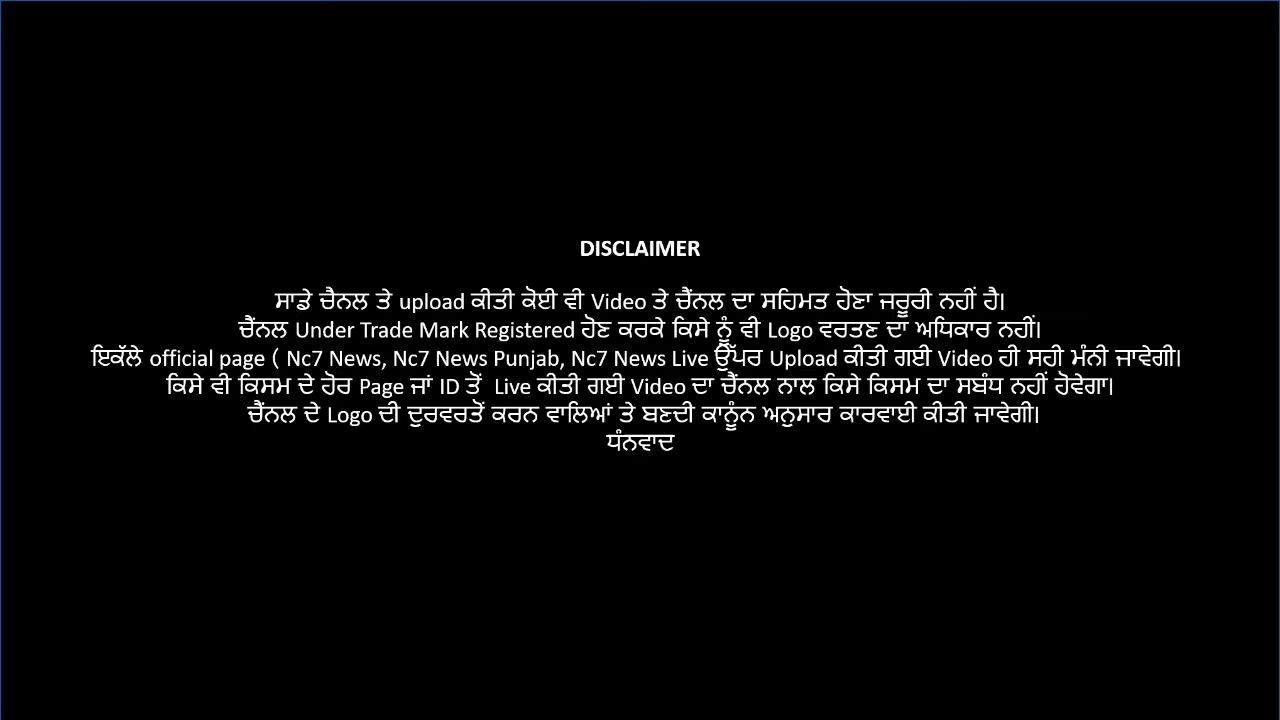 DISCLAIMER
ਸਾਡੇ ਚੈਨਲ ਤੇ upload ਕੀਤੀ ਕੋਈ ਵੀ Video ਤੇ ਚੈਂਨਲ ਦਾ ਸਹਿਮਤ ਹੋਣਾ ਜਰੂਰੀ ਨਹੀਂ ਹੈ।
ਚੈਂਨਲ Under Trade Mark Registered ਹੋਣ ਕਰਕੇ ਕਿਸੇ ਨੂੰ ਵੀ Logo ਵਰਤਣ ਦਾ ਅਧਿਕਾਰ ਨਹੀਂ।
ਇਕੱਲੇ official page ( Nc7 News, Nc7 News Punjab, Nc7 News Live ਉੱਪਰ Upload ਕੀਤੀ ਗਈ Video ਹੀ ਸਹੀ ਮੰਨੀ ਜਾਵੇਗੀ।
ਕਿਸੇ ਵੀ ਕਿਸਮ ਦੇ ਹੋਰ Page ਜਾਂ ID ਤੋਂ Live ਕੀਤੀ ਗਈ Video ਦਾ ਚੈਂਨਲ ਨਾਲ ਕਿਸੇ ਕਿਸਮ ਦਾ ਸਬੰਧ ਨਹੀਂ ਹੋਵੇਗਾ।
ਚੈਂਨਲ ਦੇ Logo ਦੀ ਦੁਰਵਰਤੋਂ ਕਰਨ ਵਾਲਿਆਂ ਤੇ ਬਣਦੀ ਕਾਨੂੰਨ ਅਨੁਸਾਰ ਕਾਰਵਾਈ ਕੀਤੀ ਜਾਵੇਗੀ।
ਧੰਨਵਾਦ